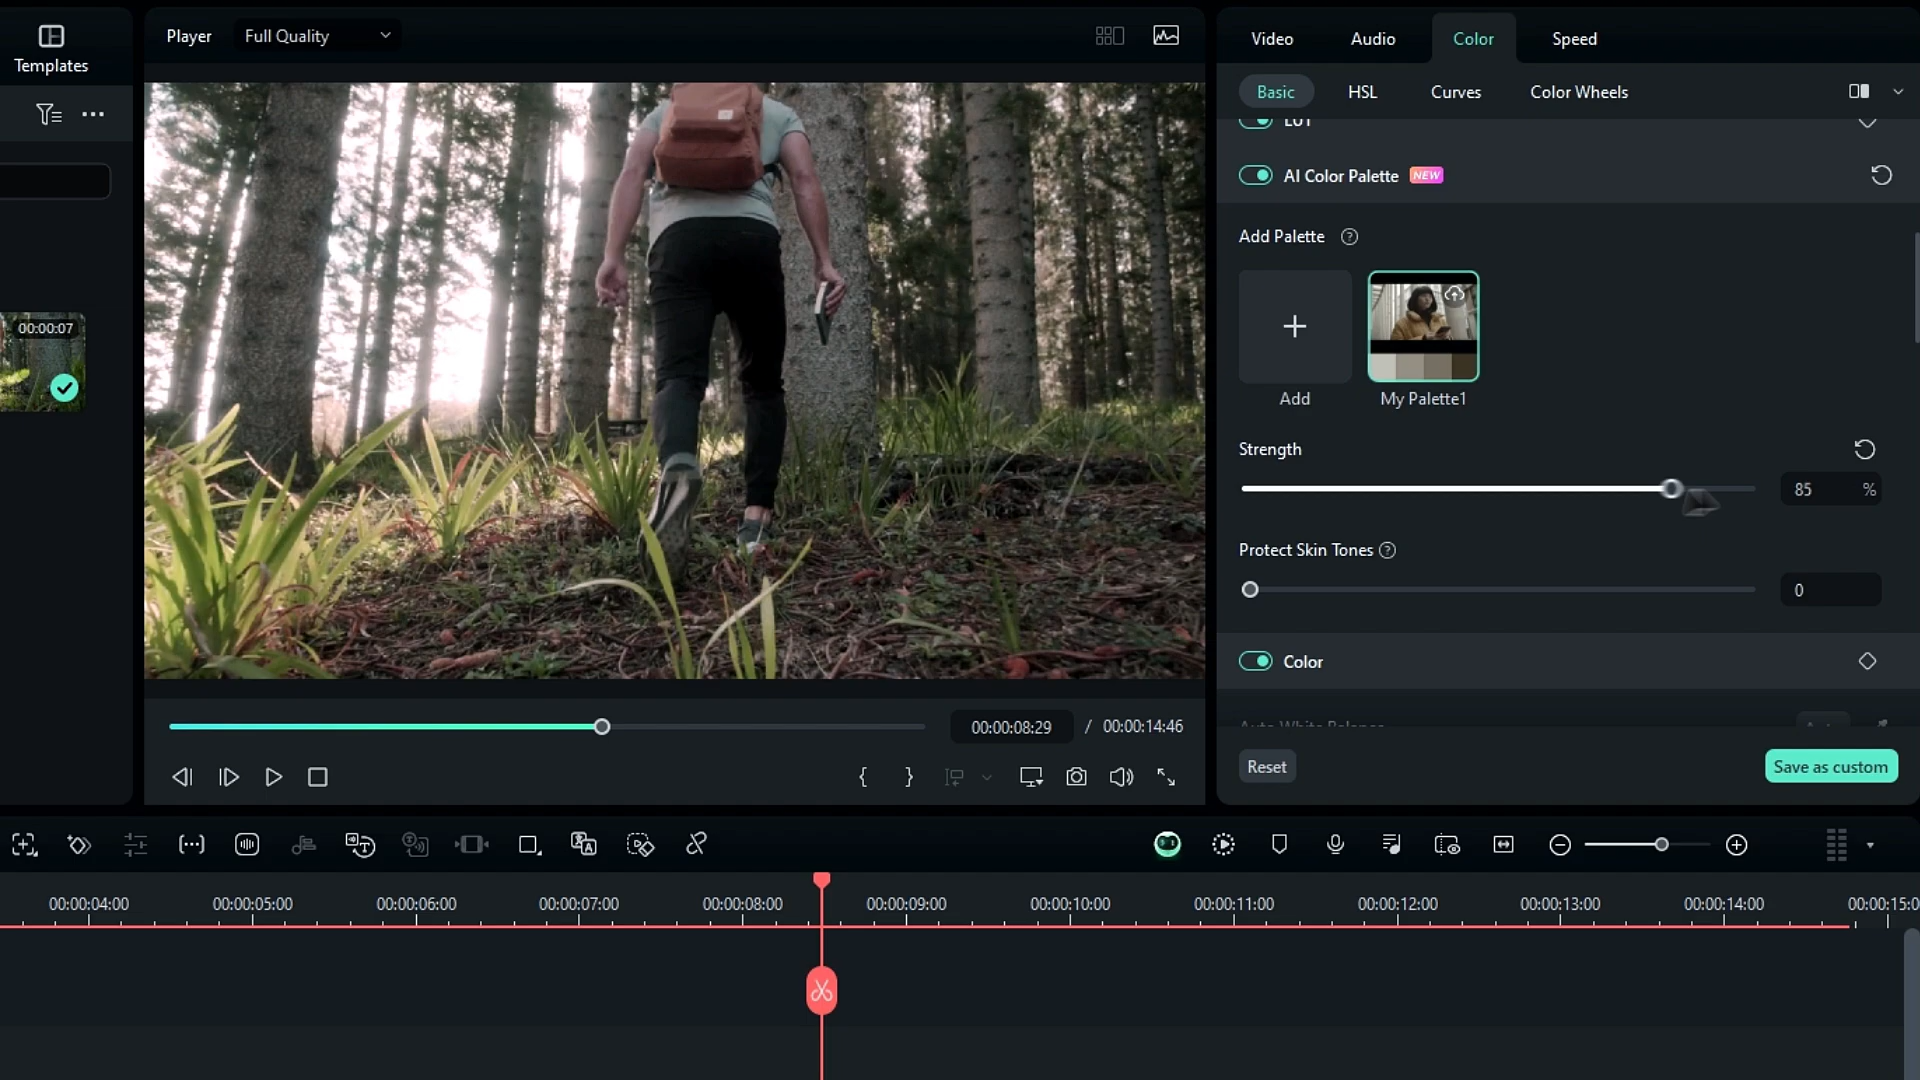 Templates
00:00:07
Player
Full Quality
Video
Audio
Color
Speed
Basic
HSL
Curves
Color Wheels
LUT
AI Color Palette
NEW
Add Palette
Add
My Palette1
Strength
85 %
Protect Skin Tones
0
Color
Auto White Balance
Reset
Save as custom
00:00:08:29 / 00:00:14:46
00:00:04:00
00:00:05:00
00:00:06:00
00:00:07:00
00:00:08:00
00:00:09:00
00:00:10:00
00:00:11:00
00:00:12:00
00:00:13:00
00:00:14:00
00:00:15:0